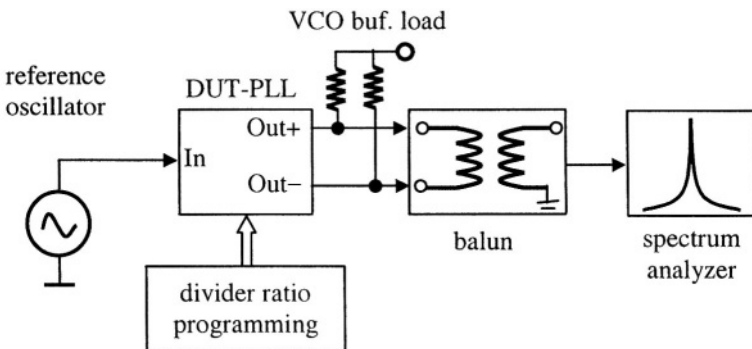 VCO buf. load
reference
oscillator
DUT-PLL
Out+
In
Out−
balun
spectrum
analyzer
divider ratio
programming